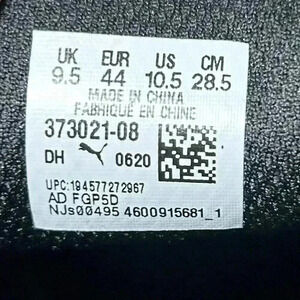 UK EUR US CM
9.5 44 10.5 28.5
MADE IN CHINA
FABRIQUÉ EN CHINE
373021-08
DH 0620
UPC:194577272967
AD FGP5D
NJs00495 4600915681_1